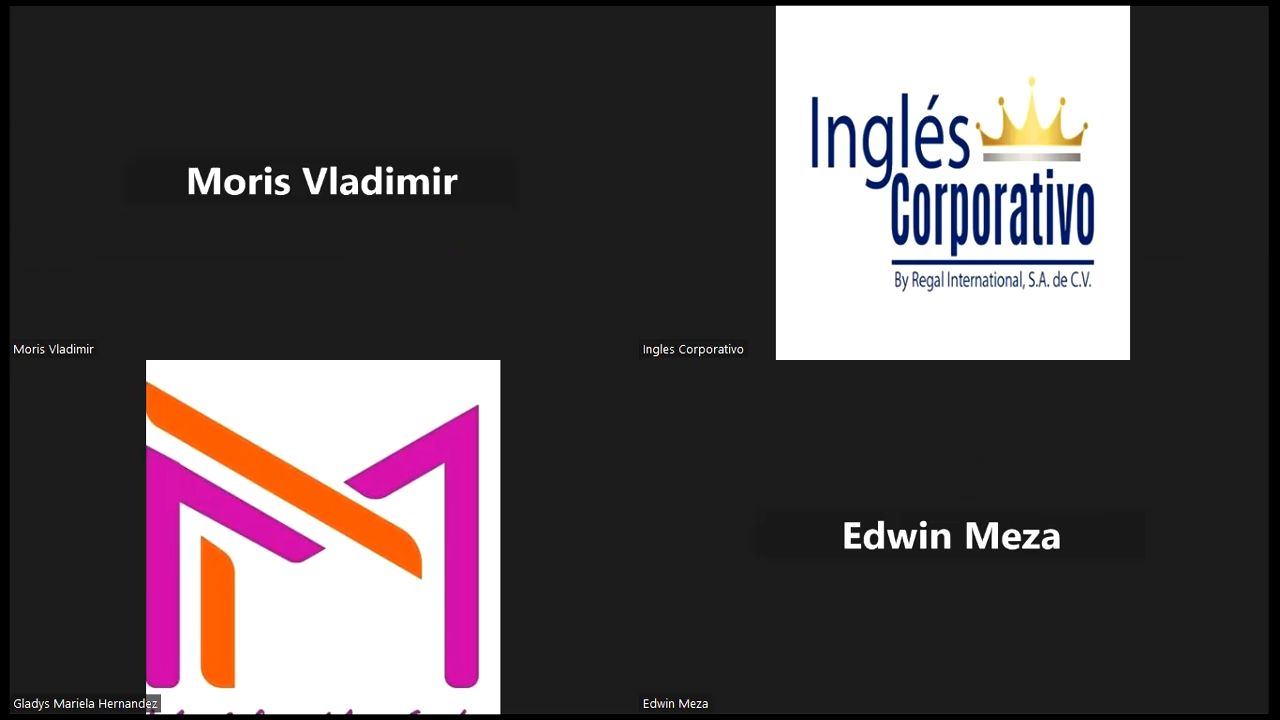 Moris Vladimir
Moris Vladimir
Inglés
Corporativo
By Regal International, S.A. de C.V.
Ingles Corporativo
Gladys Mariela Hernandez
Edwin Meza
Edwin Meza